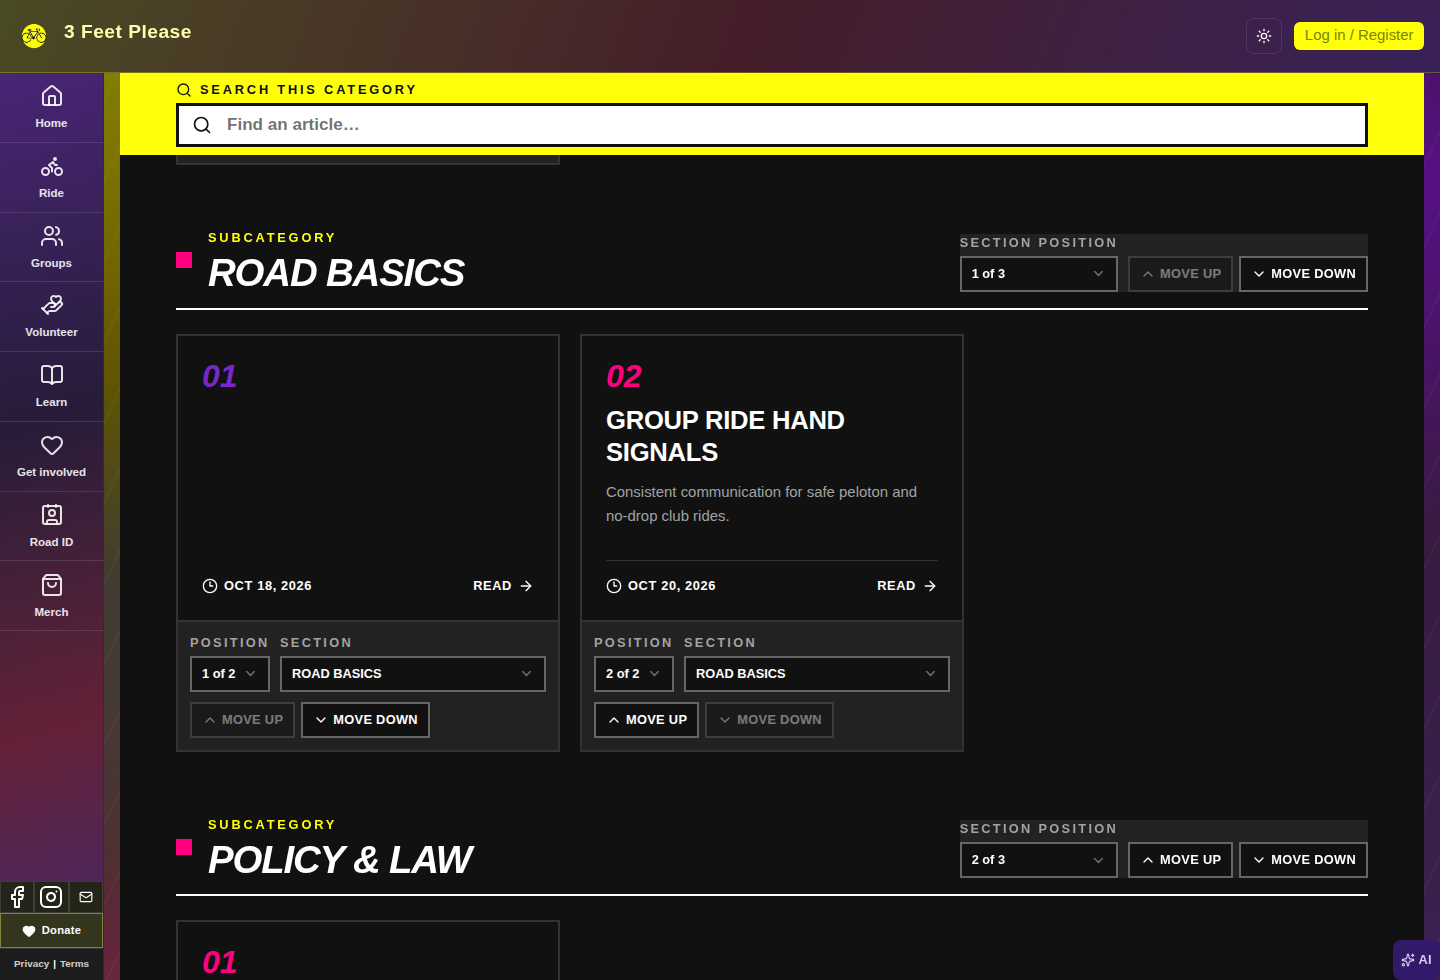 3 Feet Please
Log in / Register
Home
Ride
Groups
Volunteer
Learn
Get involved
Road ID
Merch
Donate
Privacy | Terms
SEARCH THIS CATEGORY
Find an article…
SUBCATEGORY
ROAD BASICS
SECTION POSITION
1 of 3 MOVE UP MOVE DOWN
01
OCT 18, 2026 READ
POSITION SECTION
1 of 2 ROAD BASICS
MOVE UP MOVE DOWN
02
GROUP RIDE HAND
SIGNALS
Consistent communication for safe peloton and
no-drop club rides.
OCT 20, 2026 READ
POSITION SECTION
2 of 2 ROAD BASICS
MOVE UP MOVE DOWN
SUBCATEGORY
POLICY & LAW
SECTION POSITION
2 of 3 MOVE UP MOVE DOWN
01
AI